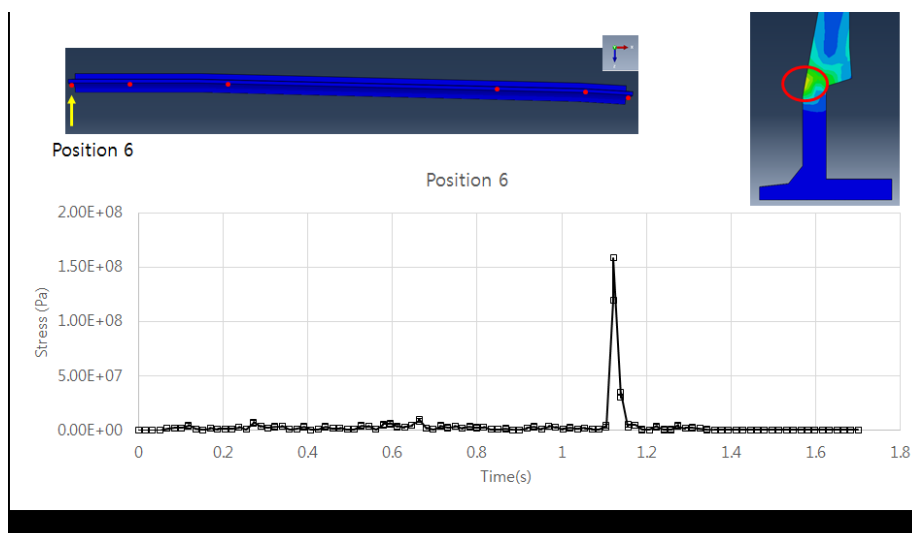 Position 6
Position 6
2.00E+08
1.50E+08
1.00E+08
5.00E+07
0.00E+00
Stress (Pa)
0 0.2 0.4 0.6 0.8 1 1.2 1.4 1.6 1.8
Time(s)